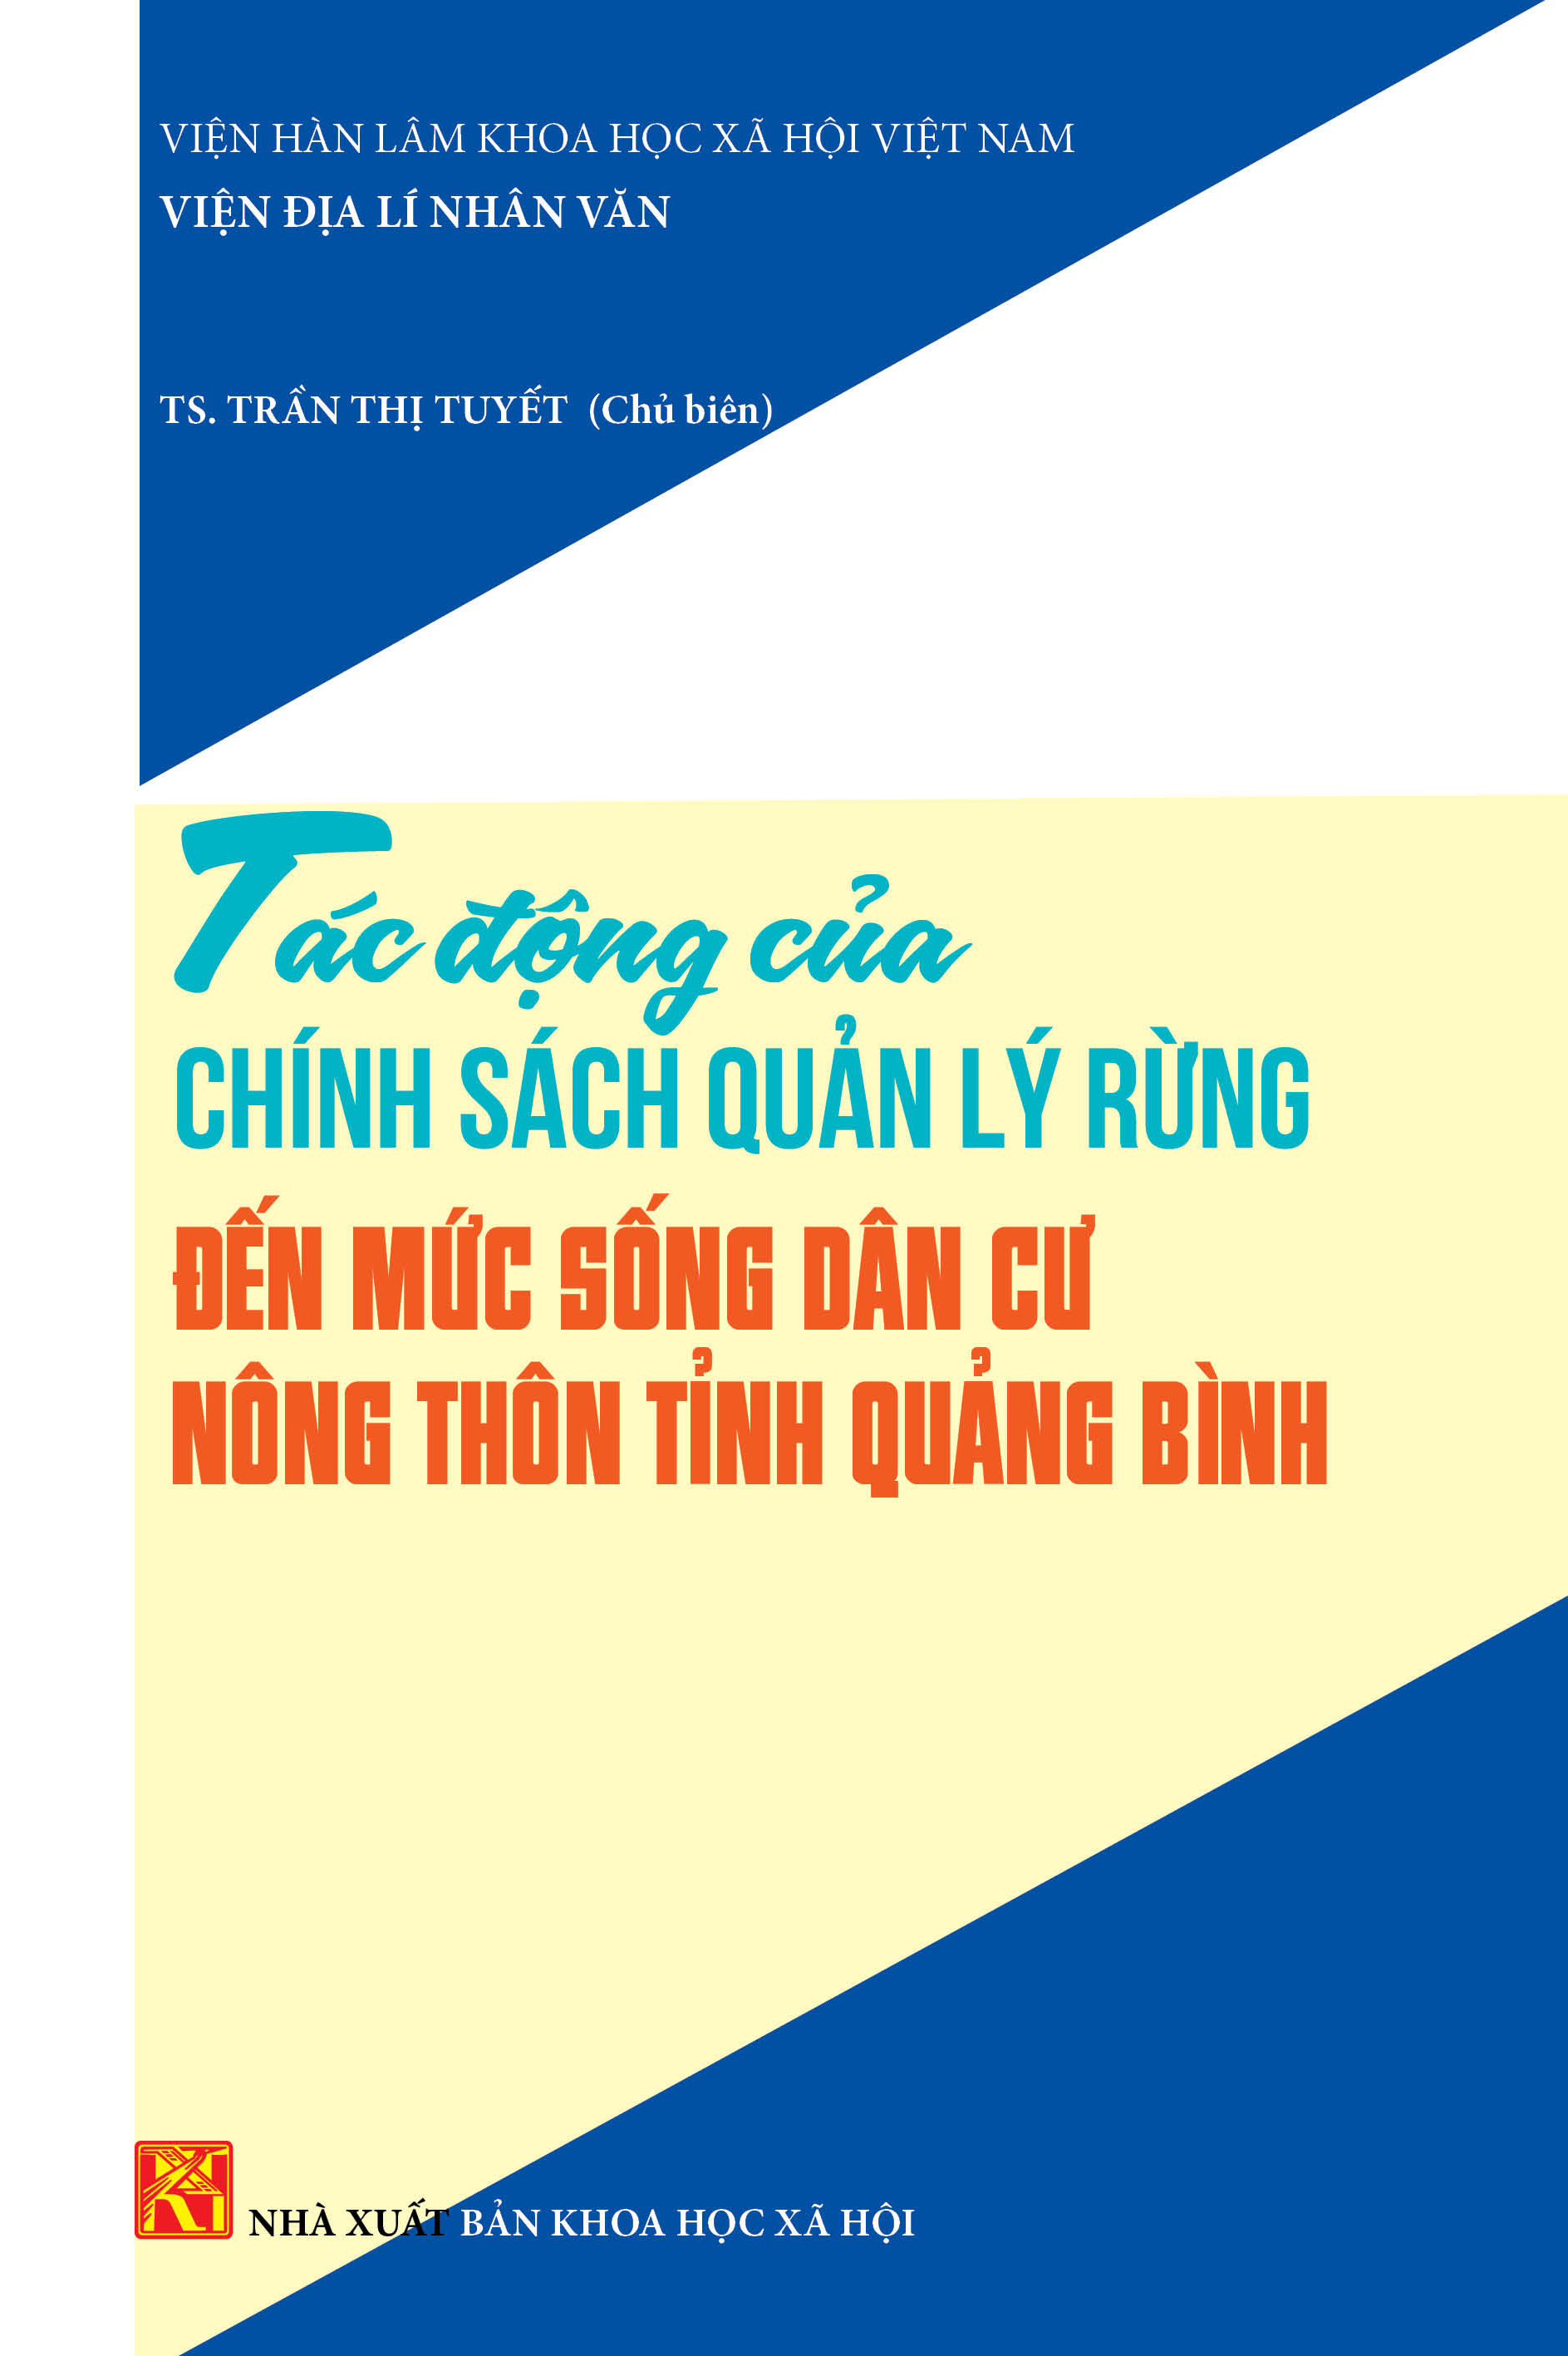 VIỆN HÀN LÂM KHOA HỌC XÃ HỘI VIỆT NAM
VIỆN ĐỊA LÍ NHÂN VĂN
TS. TRẦN THỊ TUYẾT (Chủ biên)
Tác động của
CHÍNH SÁCH QUẢN LÝ RỪNG
ĐẾN MỨC SỐNG DÂN CƯ
NÔNG THÔN TỈNH QUẢNG BÌNH
NHÀ XUẤT BẢN KHOA HỌC XÃ HỘI